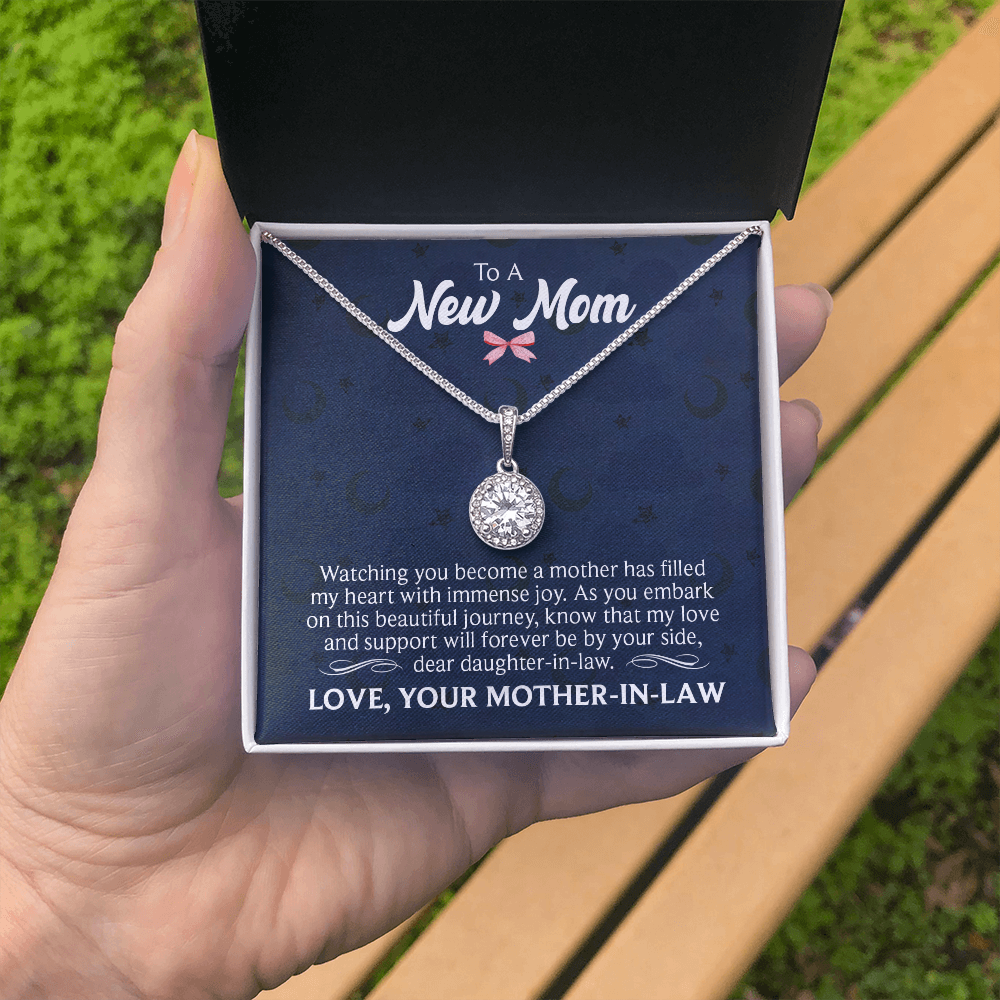 To A
New Mom
Watching you become a mother has filled
my heart with immense joy. As you embark
on this beautiful journey, know that my love
and support will forever be by your side,
dear daughter-in-law.
LOVE, YOUR MOTHER-IN-LAW